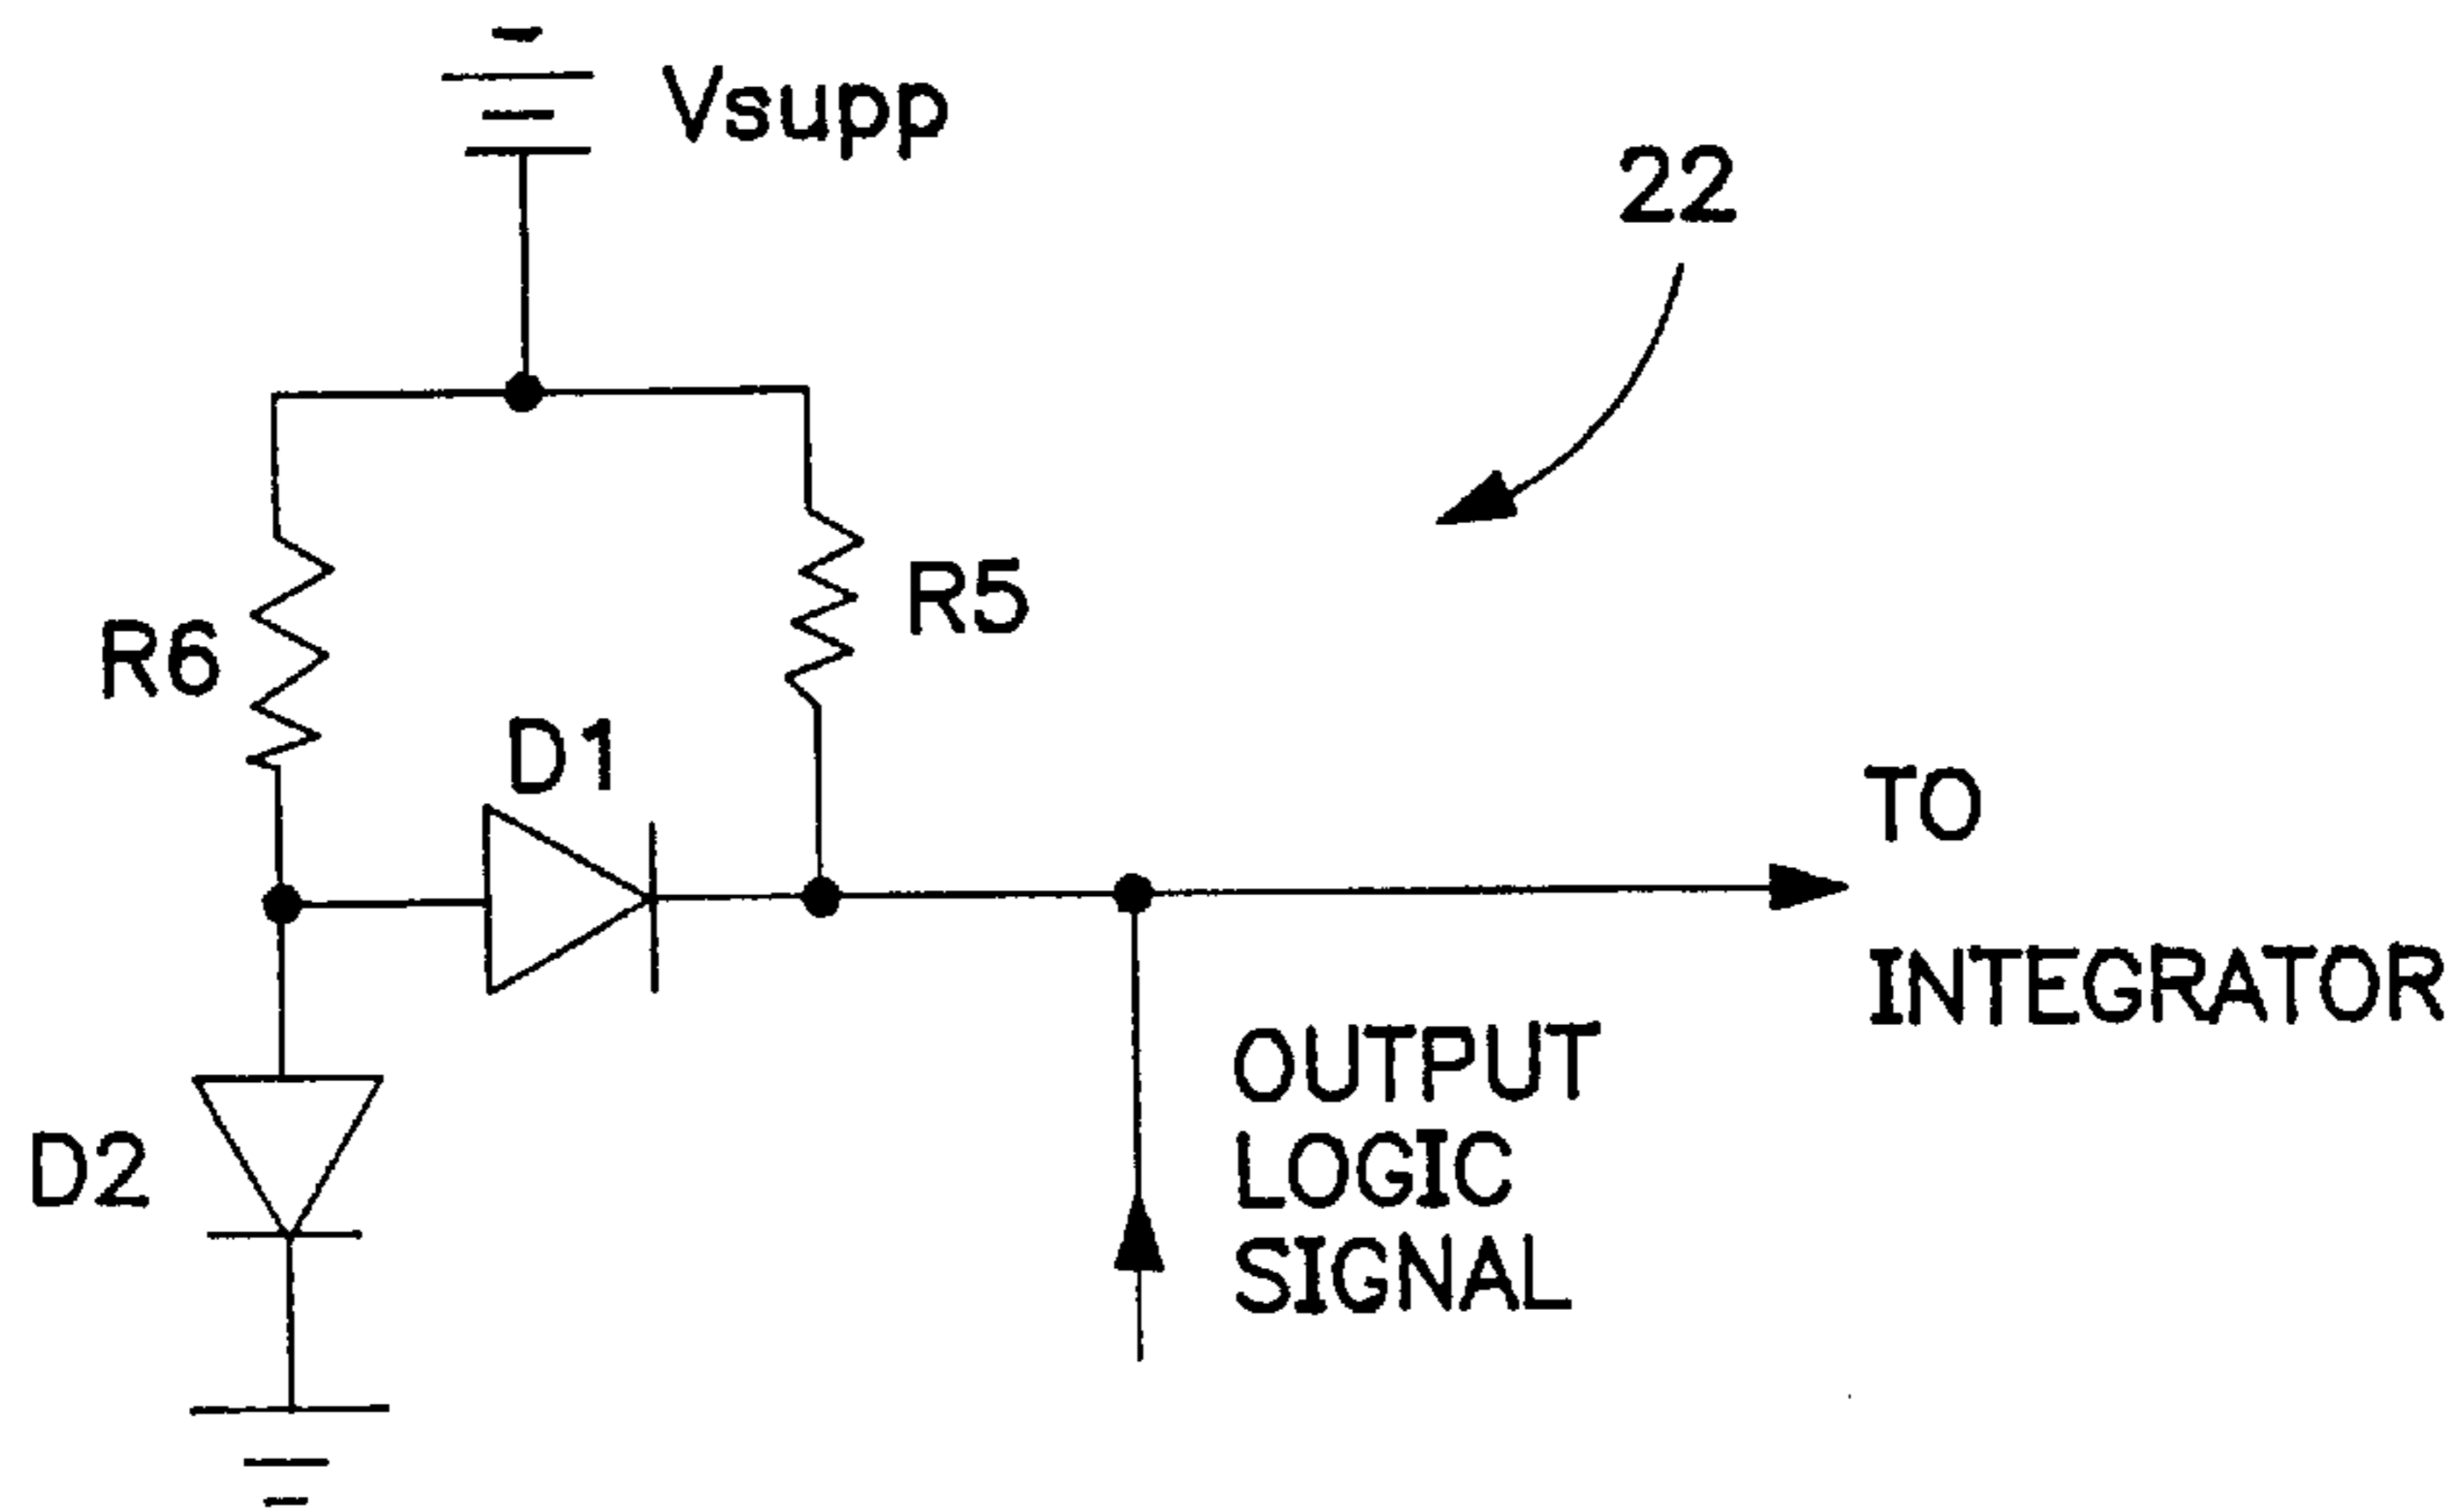 Vsupp
22
R5
R6
D1
TO
INTEGRATOR
OUTPUT
LOGIC
SIGNAL
D2